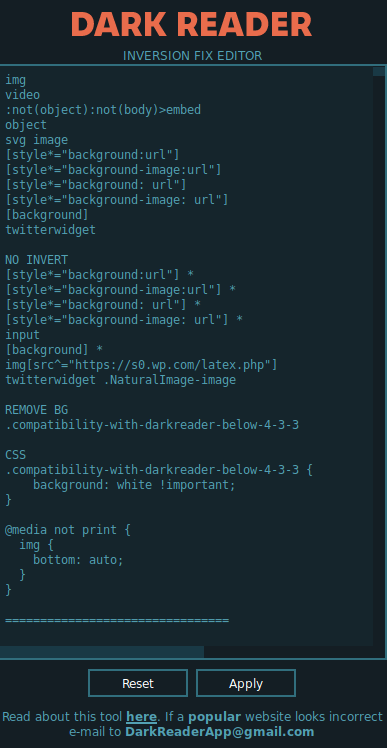 DARK READER
INVERSION FIX EDITOR
img
video
:not(object):not(body)>embed
object
svg image
[style*="background:url"]
[style*="background-image:url"]
[style*="background: url"]
[style*="background-image: url"]
[background]
twitterwidget

NO INVERT
[style*="background:url"] *
[style*="background-image:url"] *
[style*="background: url"] *
[style*="background-image: url"] *
input
[background] *
img[src^="https://s0.wp.com/latex.php"]
twitterwidget .NaturalImage-image

REMOVE BG
.compatibility-with-darkreader-below-4-3-3

CSS
.compatibility-with-darkreader-below-4-3-3 {
    background: white !important;
}

@media not print {
  img {
    bottom: auto;
  }
}

================================
Reset Apply
Read about this tool here. If a popular website looks incorrect
e-mail to DarkReaderApp@gmail.com